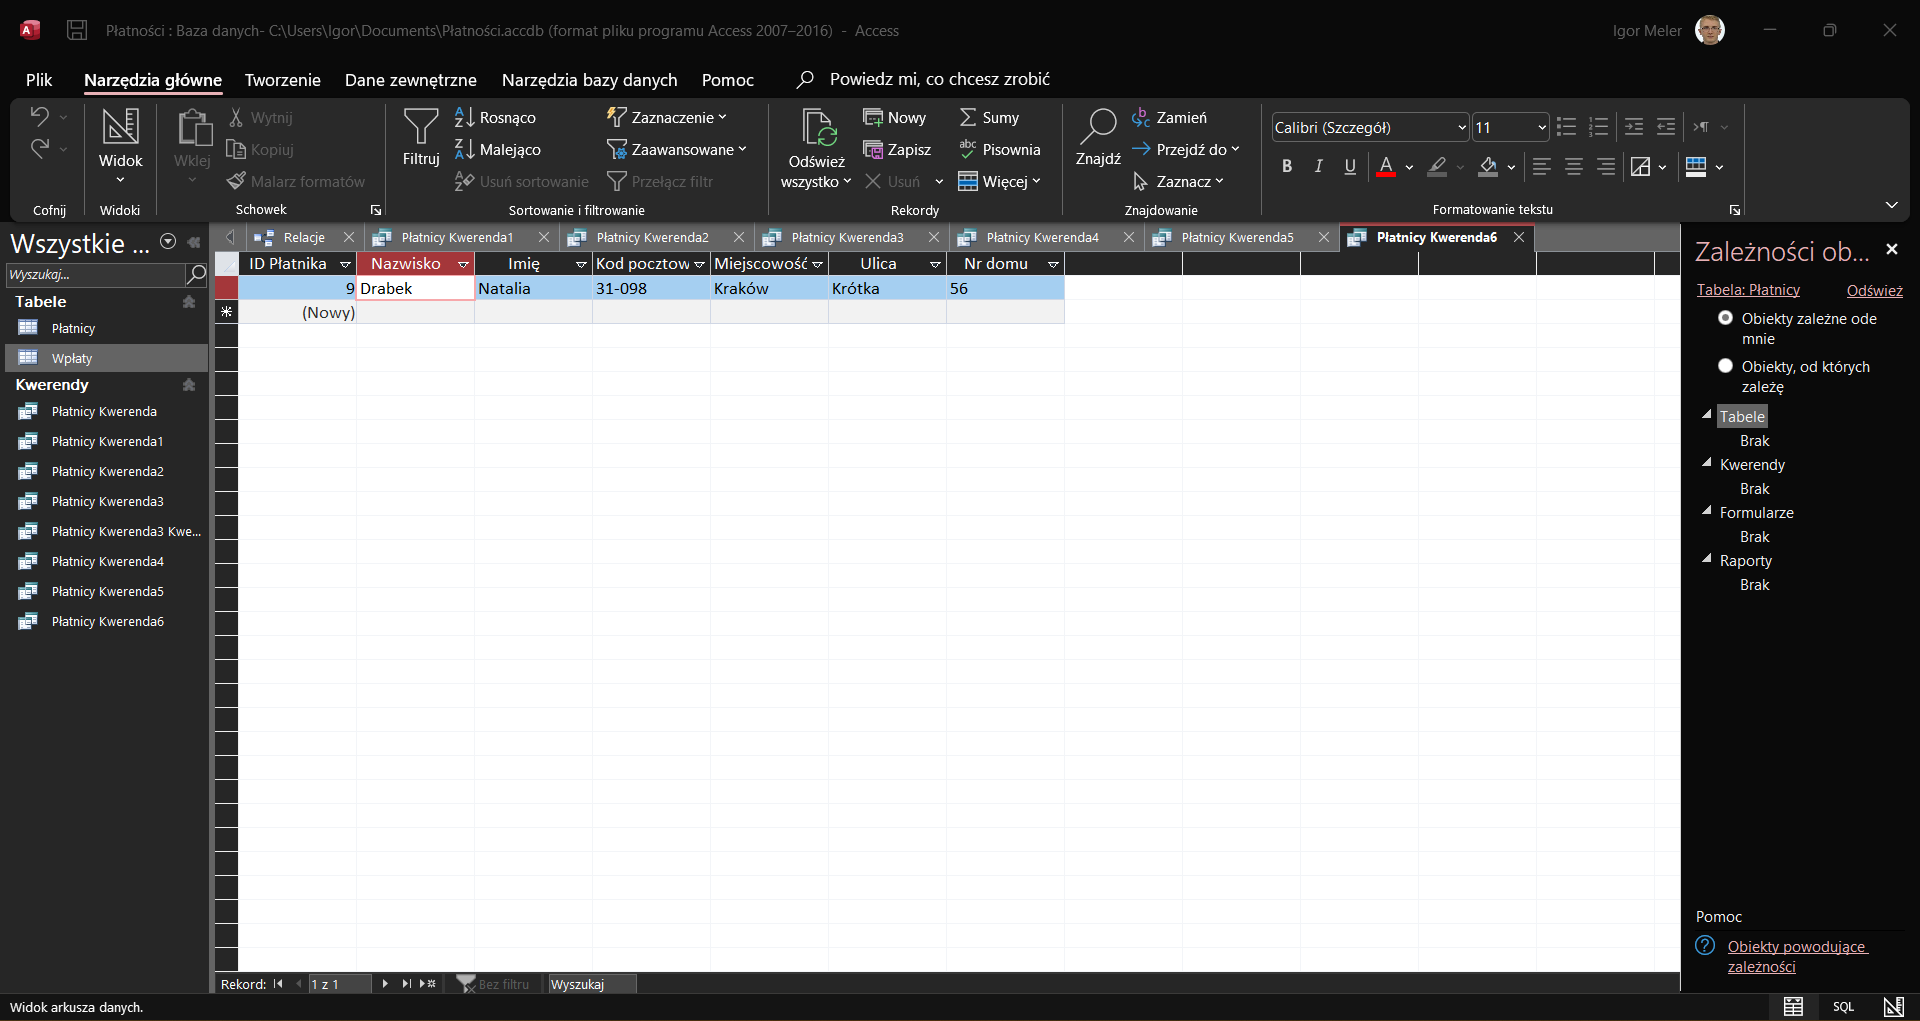 Płatności : Baza danych- C:\Users\Igor\Documents\Płatności.accdb (format pliku programu Access 2007–2016) - Access
Igor Meler
Plik
Narzędzia główne
Tworzenie
Dane zewnętrzne
Narzędzia bazy danych
Pomoc
Powiedz mi, co chcesz zrobić
Widok
Wklej
Wytnij
Kopiuj
Malarz formatów
Filtruj
Rosnąco
Malejąco
Usuń sortowanie
Zaznaczenie
Zaawansowane
Przełącz filtr
Odśwież
wszystko
Nowy
Zapisz
Usuń
Sumy
Pisownia
Więcej
Znajdź
Zamień
Przejdź do
Zaznacz
Calibri (Szczegół)
11
B I U
Cofnij
Widoki
Schowek
Sortowanie i filtrowanie
Rekordy
Znajdowanie
Formatowanie tekstu
Wszystkie ...
Wyszukaj...
Tabele
Płatnicy
Wpłaty
Kwerendy
Płatnicy Kwerenda
Płatnicy Kwerenda1
Płatnicy Kwerenda2
Płatnicy Kwerenda3
Płatnicy Kwerenda3 Kwe...
Płatnicy Kwerenda4
Płatnicy Kwerenda5
Płatnicy Kwerenda6
Relacje
Płatnicy Kwerenda1
Płatnicy Kwerenda2
Płatnicy Kwerenda3
Płatnicy Kwerenda4
Płatnicy Kwerenda5
Płatnicy Kwerenda6
ID Płatnika Nazwisko Imię Kod pocztow Miejscowość Ulica Nr domu
9 Drabek Natalia 31-098 Kraków Krótka 56
(Nowy)
Zależności ob...
Tabela: Płatnicy
Odśwież
Obiekty zależne ode
mnie
Obiekty, od których
zależę
Tabele
Brak
Kwerendy
Brak
Formularze
Brak
Raporty
Brak
Pomoc
Obiekty powodujące
zależności
Rekord:
1 z 1
Bez filtru
Wyszukaj
Widok arkusza danych.
SQL